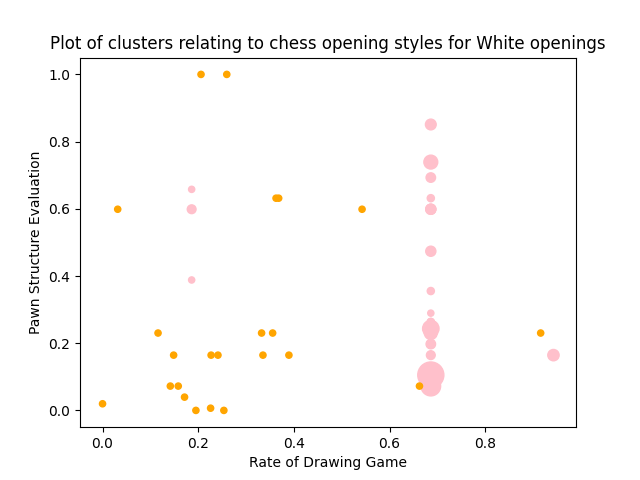 Plot of clusters relating to chess opening styles for White openings
1.0
0.8
0.6
0.4
0.2
0.0
Pawn Structure Evaluation
0.0 0.2 0.4 0.6 0.8
Rate of Drawing Game